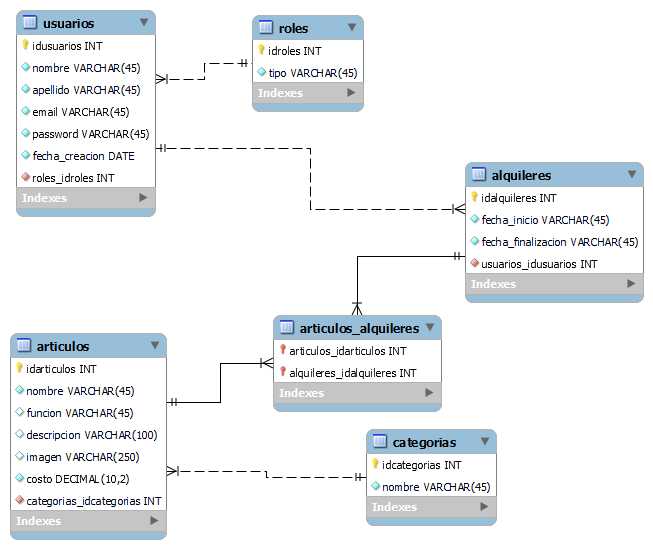 usuarios
idusuarios INT
nombre VARCHAR(45)
apellido VARCHAR(45)
email VARCHAR(45)
password VARCHAR(45)
fecha_creacion DATE
roles_idroles INT
Indexes
roles
idroles INT
tipo VARCHAR(45)
Indexes
alquileres
idalquileres INT
fecha_inicio VARCHAR(45)
fecha_finalizacion VARCHAR(45)
usuarios_idusuarios INT
Indexes
articulos_alquileres
articulos_idarticulos INT
alquileres_idalquileres INT
Indexes
articulos
idarticulos INT
nombre VARCHAR(45)
funcion VARCHAR(45)
descripcion VARCHAR(100)
imagen VARCHAR(250)
costo DECIMAL(10,2)
categorias_idcategorias INT
Indexes
categorias
idcategorias INT
nombre VARCHAR(45)
Indexes